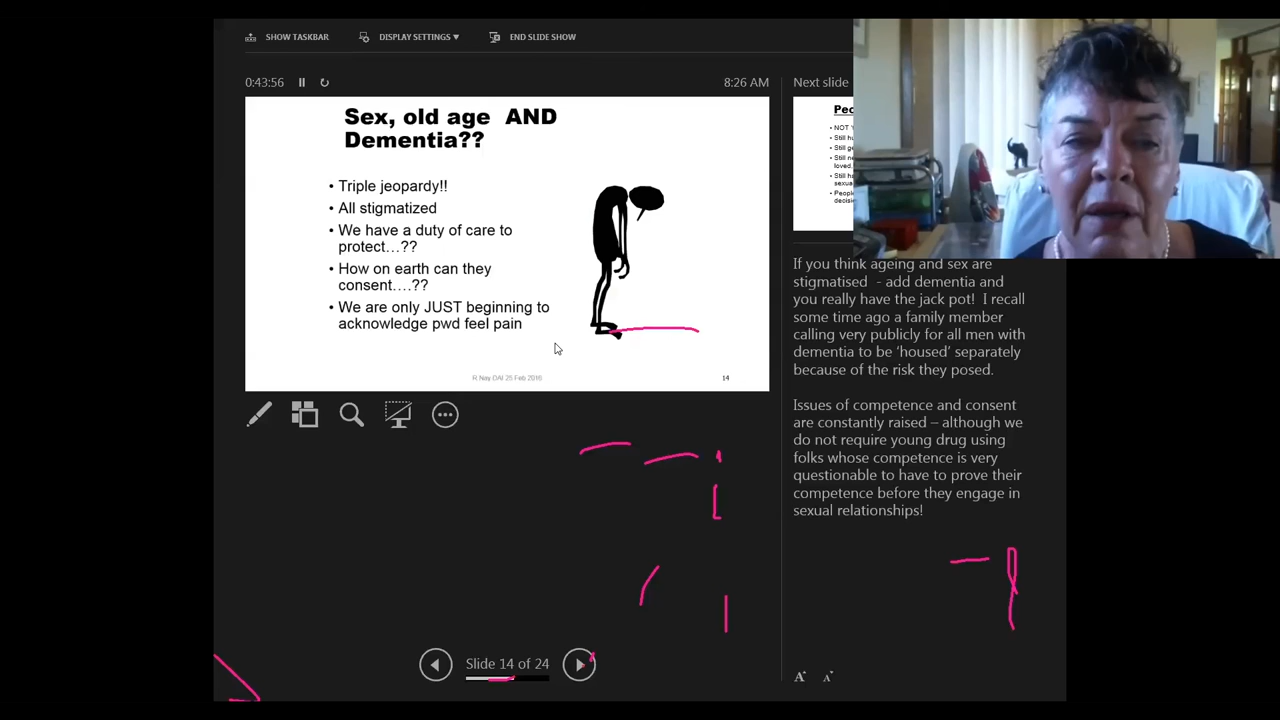 SHOW TASKBAR
DISPLAY SETTINGS
END SLIDE SHOW
0:43:56
8:26 AM
Sex, old age AND
Dementia??
• Triple jeopardy!!
• All stigmatized
• We have a duty of care to
protect…??
• How on earth can they
consent….??
• We are only JUST beginning to
acknowledge pwd feel pain
R.Nay DAI 25 Feb 2016
14
Slide 14 of 24
Next slide
• NOT
• Still
• Still
• Still
loved.
• Still
If you think ageing and sex are
stigmatised - add dementia and
you really have the jack pot! I recall
some time ago a family member
calling very publicly for all men with
dementia to be ‘housed’ separately
because of the risk they posed.
Issues of competence and consent
are constantly raised – although we
do not require young drug using
folks whose competence is very
questionable to have to prove their
competence before they engage in
sexual relationships!
A A